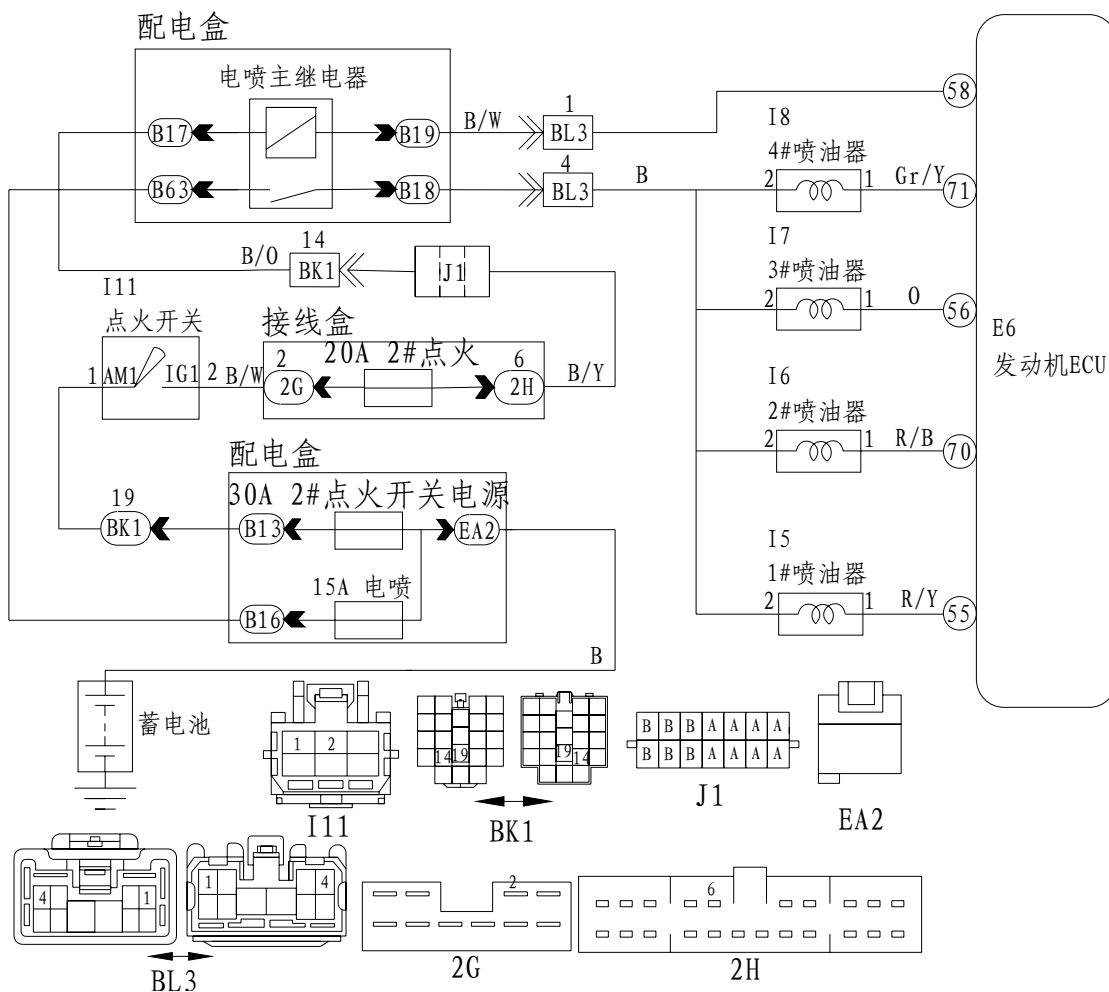 配电盒
电喷主继电器
B17
B19
B/W
1
BL3
58
B63
B18
4
BL3
B
I8
4#喷油器
2
1
Gr/Y
71
I7
3#喷油器
2
1
O
56
E6
发动机ECU
I6
2#喷油器
2
1
R/B
70
I5
1#喷油器
2
1
R/Y
55
B/O
14
BK1
J1
I11
点火开关
1
AM1
IG1
2
B/W
接线盒
20A 2#点火
2
2G
6
2H
B/Y
配电盒
30A 2#点火开关电源
19
BK1
B13
EA2
15A 电喷
B16
B
蓄电池
1 2
I11
14 19
19 14
BK1
B B B A A A A
B B B A A A A
J1
EA2
4 1
1 4
BL3
2
2G
6
2H